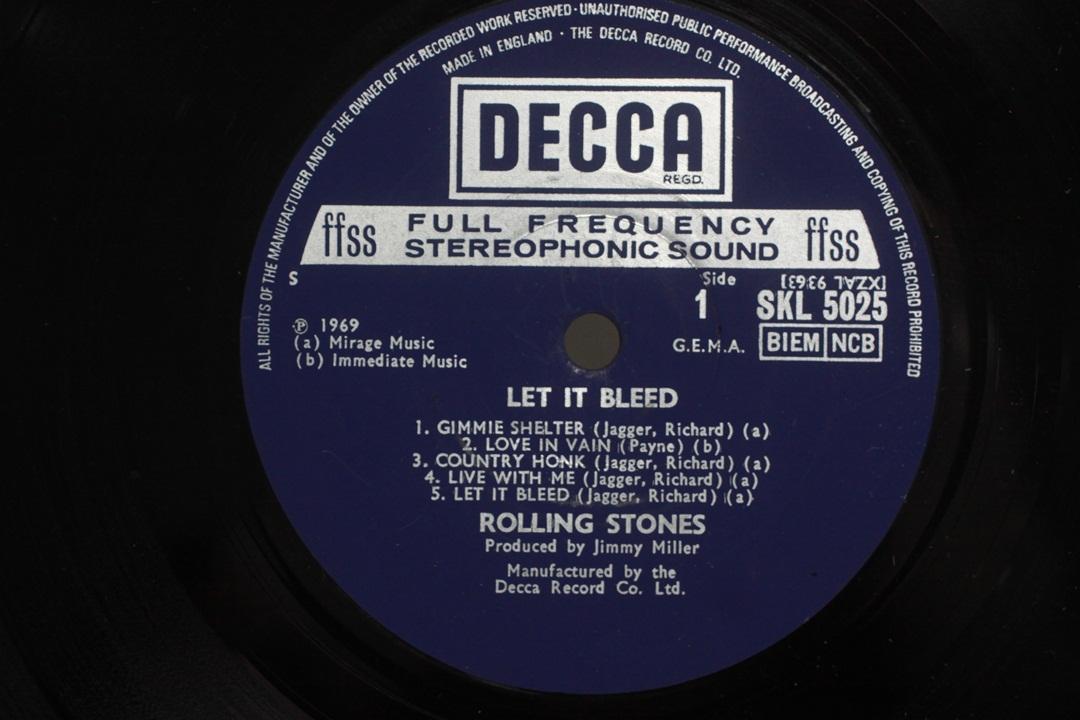 ALL RIGHTS OF THE MANUFACTURER AND OF THE OWNER OF THE RECORDED WORK RESERVED · UNAUTHORISED PUBLIC PERFORMANCE BROADCASTING AND COPYING OF THIS RECORD PROHIBITED
MADE IN ENGLAND · THE DECCA RECORD CO. LTD.
DECCA
REGD.
ffss FULL FREQUENCY STEREOPHONIC SOUND ffss
S
Side 1
[XZAL 9363]
SKL 5025
G.E.M.A. BIEM NCB
℗ 1969
(a) Mirage Music
(b) Immediate Music
LET IT BLEED
1. GIMMIE SHELTER (Jagger, Richard) (a)
2. LOVE IN VAIN (Payne) (b)
3. COUNTRY HONK (Jagger, Richard) (a)
4. LIVE WITH ME (Jagger, Richard) (a)
5. LET IT BLEED (Jagger, Richard) (a)
ROLLING STONES
Produced by Jimmy Miller
Manufactured by the
Decca Record Co. Ltd.